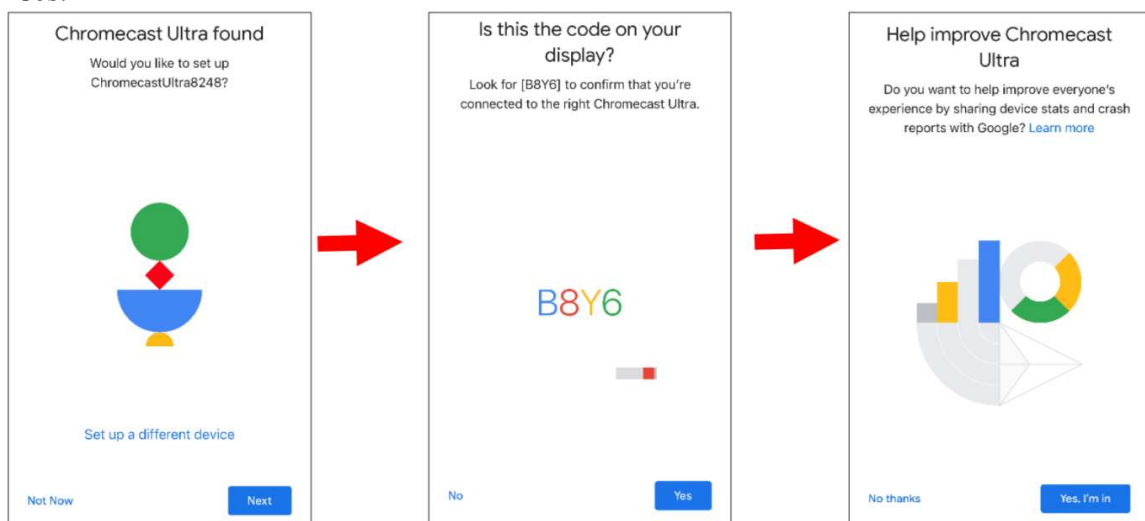 Chromecast Ultra found
Would you like to set up
ChromecastUltra8248?
Set up a different device
Not Now
Next
Is this the code on your
display?
Look for [B8Y6] to confirm that you're
connected to the right Chromecast Ultra.
B8Y6
No
Yes
Help improve Chromecast
Ultra
Do you want to help improve everyone's
experience by sharing device stats and crash
reports with Google? Learn more
No thanks
Yes, I'm in